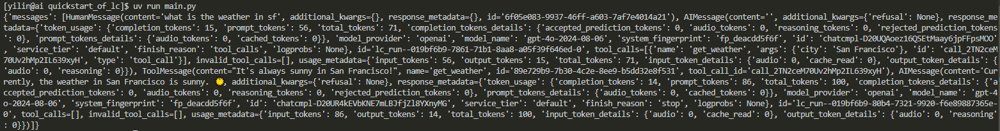 [yilin@ai quickstart_of_lc]$ uv run main.py
{'messages': [HumanMessage(content='what is the weather in sf', additional_kwargs={}, response_metadata={}, id='6f05e083-9937-46ff-a603-7af7e4014a21'), AIMessage(content='', additional_kwargs={'refusal': None}, response_me
tadata={'token_usage': {'completion_tokens': 15, 'prompt_tokens': 56, 'total_tokens': 71, 'completion_tokens_details': {'accepted_prediction_tokens': 0, 'audio_tokens': 0, 'reasoning_tokens': 0, 'rejected_prediction_tokens
': 0}, 'prompt_tokens_details': {'audio_tokens': 0, 'cached_tokens': 0}}, 'model_provider': 'openai', 'model_name': 'gpt-4o-2024-08-06', 'system_fingerprint': 'fp_deacdd5f6f', 'id': 'chatcmpl-D20UQAoez16QSEtMaay6jpFFpsMOO'
, 'service_tier': 'default', 'finish_reason': 'tool_calls', 'logprobs': None}, id='lc_run--019bf6b9-7861-71b1-8aa8-a05f39f646ed-0', tool_calls=[{'name': 'get_weather', 'args': {'city': 'San Francisco'}, 'id': 'call_2TN2ceM
70Uv2hMp2IL639xyH', 'type': 'tool_call'}], invalid_tool_calls=[], usage_metadata={'input_tokens': 56, 'output_tokens': 15, 'total_tokens': 71, 'input_token_details': {'audio': 0, 'cache_read': 0}, 'output_token_details': {
'audio': 0, 'reasoning': 0}}), ToolMessage(content="It's always sunny in San Francisco!", name='get_weather', id='89e729b9-7b30-4c2e-8ee9-b5dd32e8f531', tool_call_id='call_2TN2ceM70Uv2hMp2IL639xyH'), AIMessage(content='Cur
rently, the weather in San Francisco is sunny. ☀, additional_kwargs={'refusal': None}, response_metadata={'token_usage': {'completion_tokens': 14, 'prompt_tokens': 86, 'total_tokens': 100, 'completion_tokens_details': {'a
ccepted_prediction_tokens': 0, 'audio_tokens': 0, 'reasoning_tokens': 0, 'rejected_prediction_tokens': 0}, 'prompt_tokens_details': {'audio_tokens': 0, 'cached_tokens': 0}}, 'model_provider': 'openai', 'model_name': 'gpt-4
o-2024-08-06', 'system_fingerprint': 'fp_deacdd5f6f', 'id': 'chatcmpl-D20UR4kEVbKNE7mLBJfjZl8YXnyMG', 'service_tier': 'default', 'finish_reason': 'stop', 'logprobs': None}, id='lc_run--019bf6b9-80b4-7321-9920-f6e89887365e-
0', tool_calls=[], invalid_tool_calls=[], usage_metadata={'input_tokens': 86, 'output_tokens': 14, 'total_tokens': 100, 'input_token_details': {'audio': 0, 'cache_read': 0}, 'output_token_details': {'audio': 0, 'reasoning'
: 0}})]}